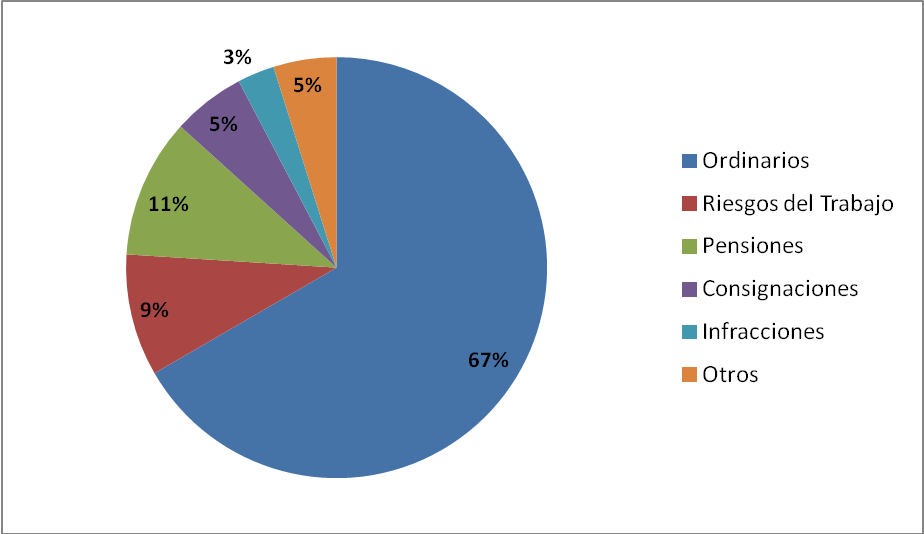 3%
5%
5%
11%
9%
67%
Ordinarios
Riesgos del Trabajo
Pensiones
Consignaciones
Infracciones
Otros